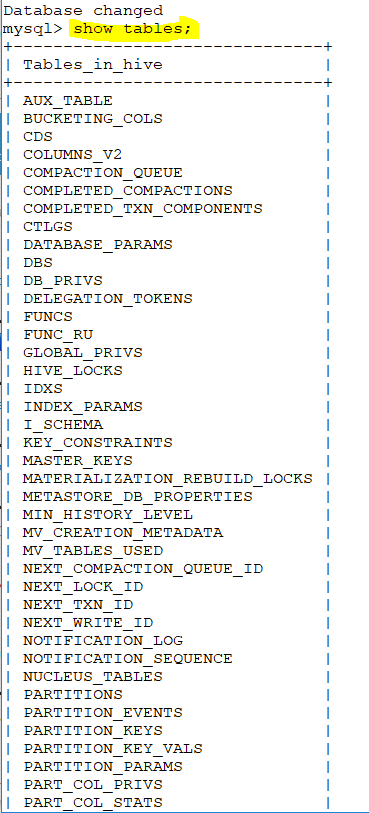 Database changed
mysql> show tables;
+-------------------------------+
| Tables_in_hive |
+-------------------------------+
| AUX_TABLE |
| BUCKETING_COLS |
| CDS |
| COLUMNS_V2 |
| COMPACTION_QUEUE |
| COMPLETED_COMPACTIONS |
| COMPLETED_TXN_COMPONENTS |
| CTLGS |
| DATABASE_PARAMS |
| DBS |
| DB_PRIVS |
| DELEGATION_TOKENS |
| FUNCS |
| FUNC_RU |
| GLOBAL_PRIVS |
| HIVE_LOCKS |
| IDXS |
| INDEX_PARAMS |
| I_SCHEMA |
| KEY_CONSTRAINTS |
| MASTER_KEYS |
| MATERIALIZATION_REBUILD_LOCKS |
| METASTORE_DB_PROPERTIES |
| MIN_HISTORY_LEVEL |
| MV_CREATION_METADATA |
| MV_TABLES_USED |
| NEXT_COMPACTION_QUEUE_ID |
| NEXT_LOCK_ID |
| NEXT_TXN_ID |
| NEXT_WRITE_ID |
| NOTIFICATION_LOG |
| NOTIFICATION_SEQUENCE |
| NUCLEUS_TABLES |
| PARTITIONS |
| PARTITION_EVENTS |
| PARTITION_KEYS |
| PARTITION_KEY_VALS |
| PARTITION_PARAMS |
| PART_COL_PRIVS |
| PART_COL_STATS |